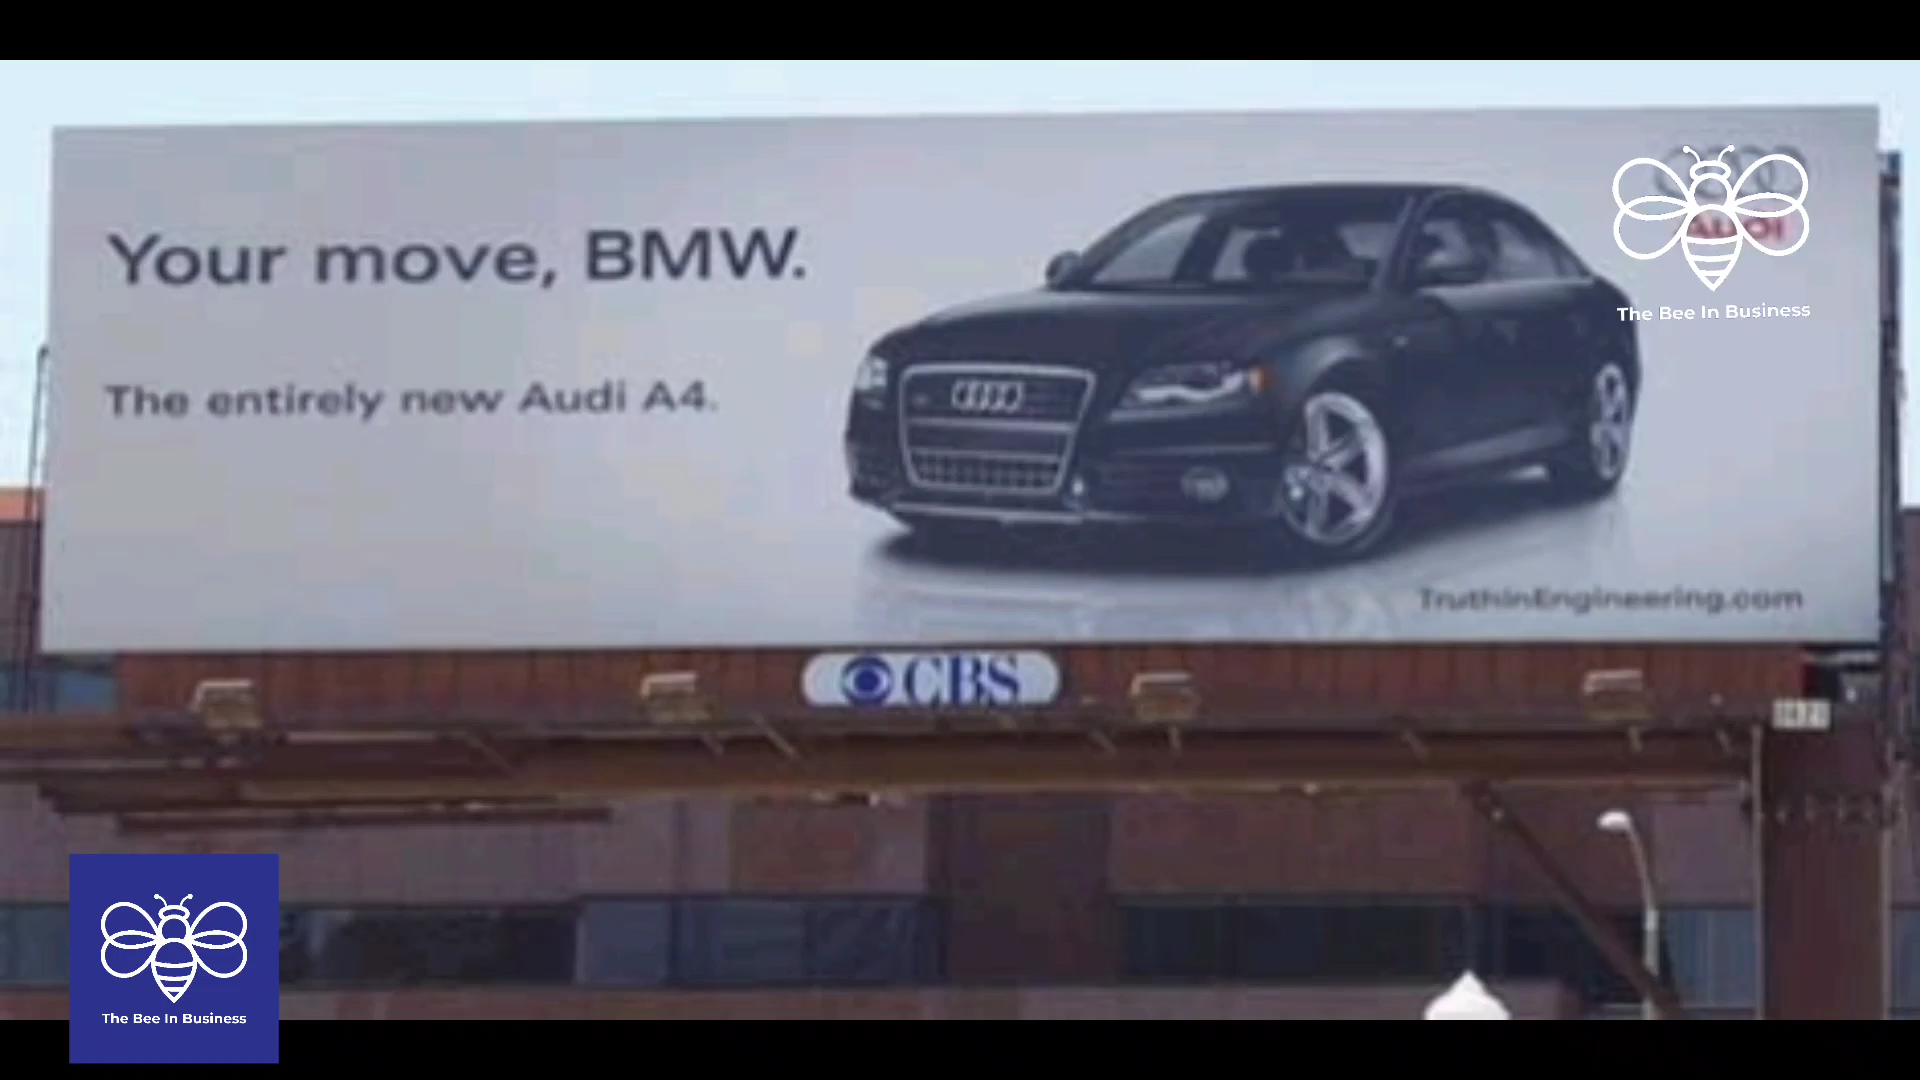 Your move, BMW.
AUDI
The Bee In Business
The entirely new Audi A4.
TruthinEngineering.com
CBS
The Bee In Business